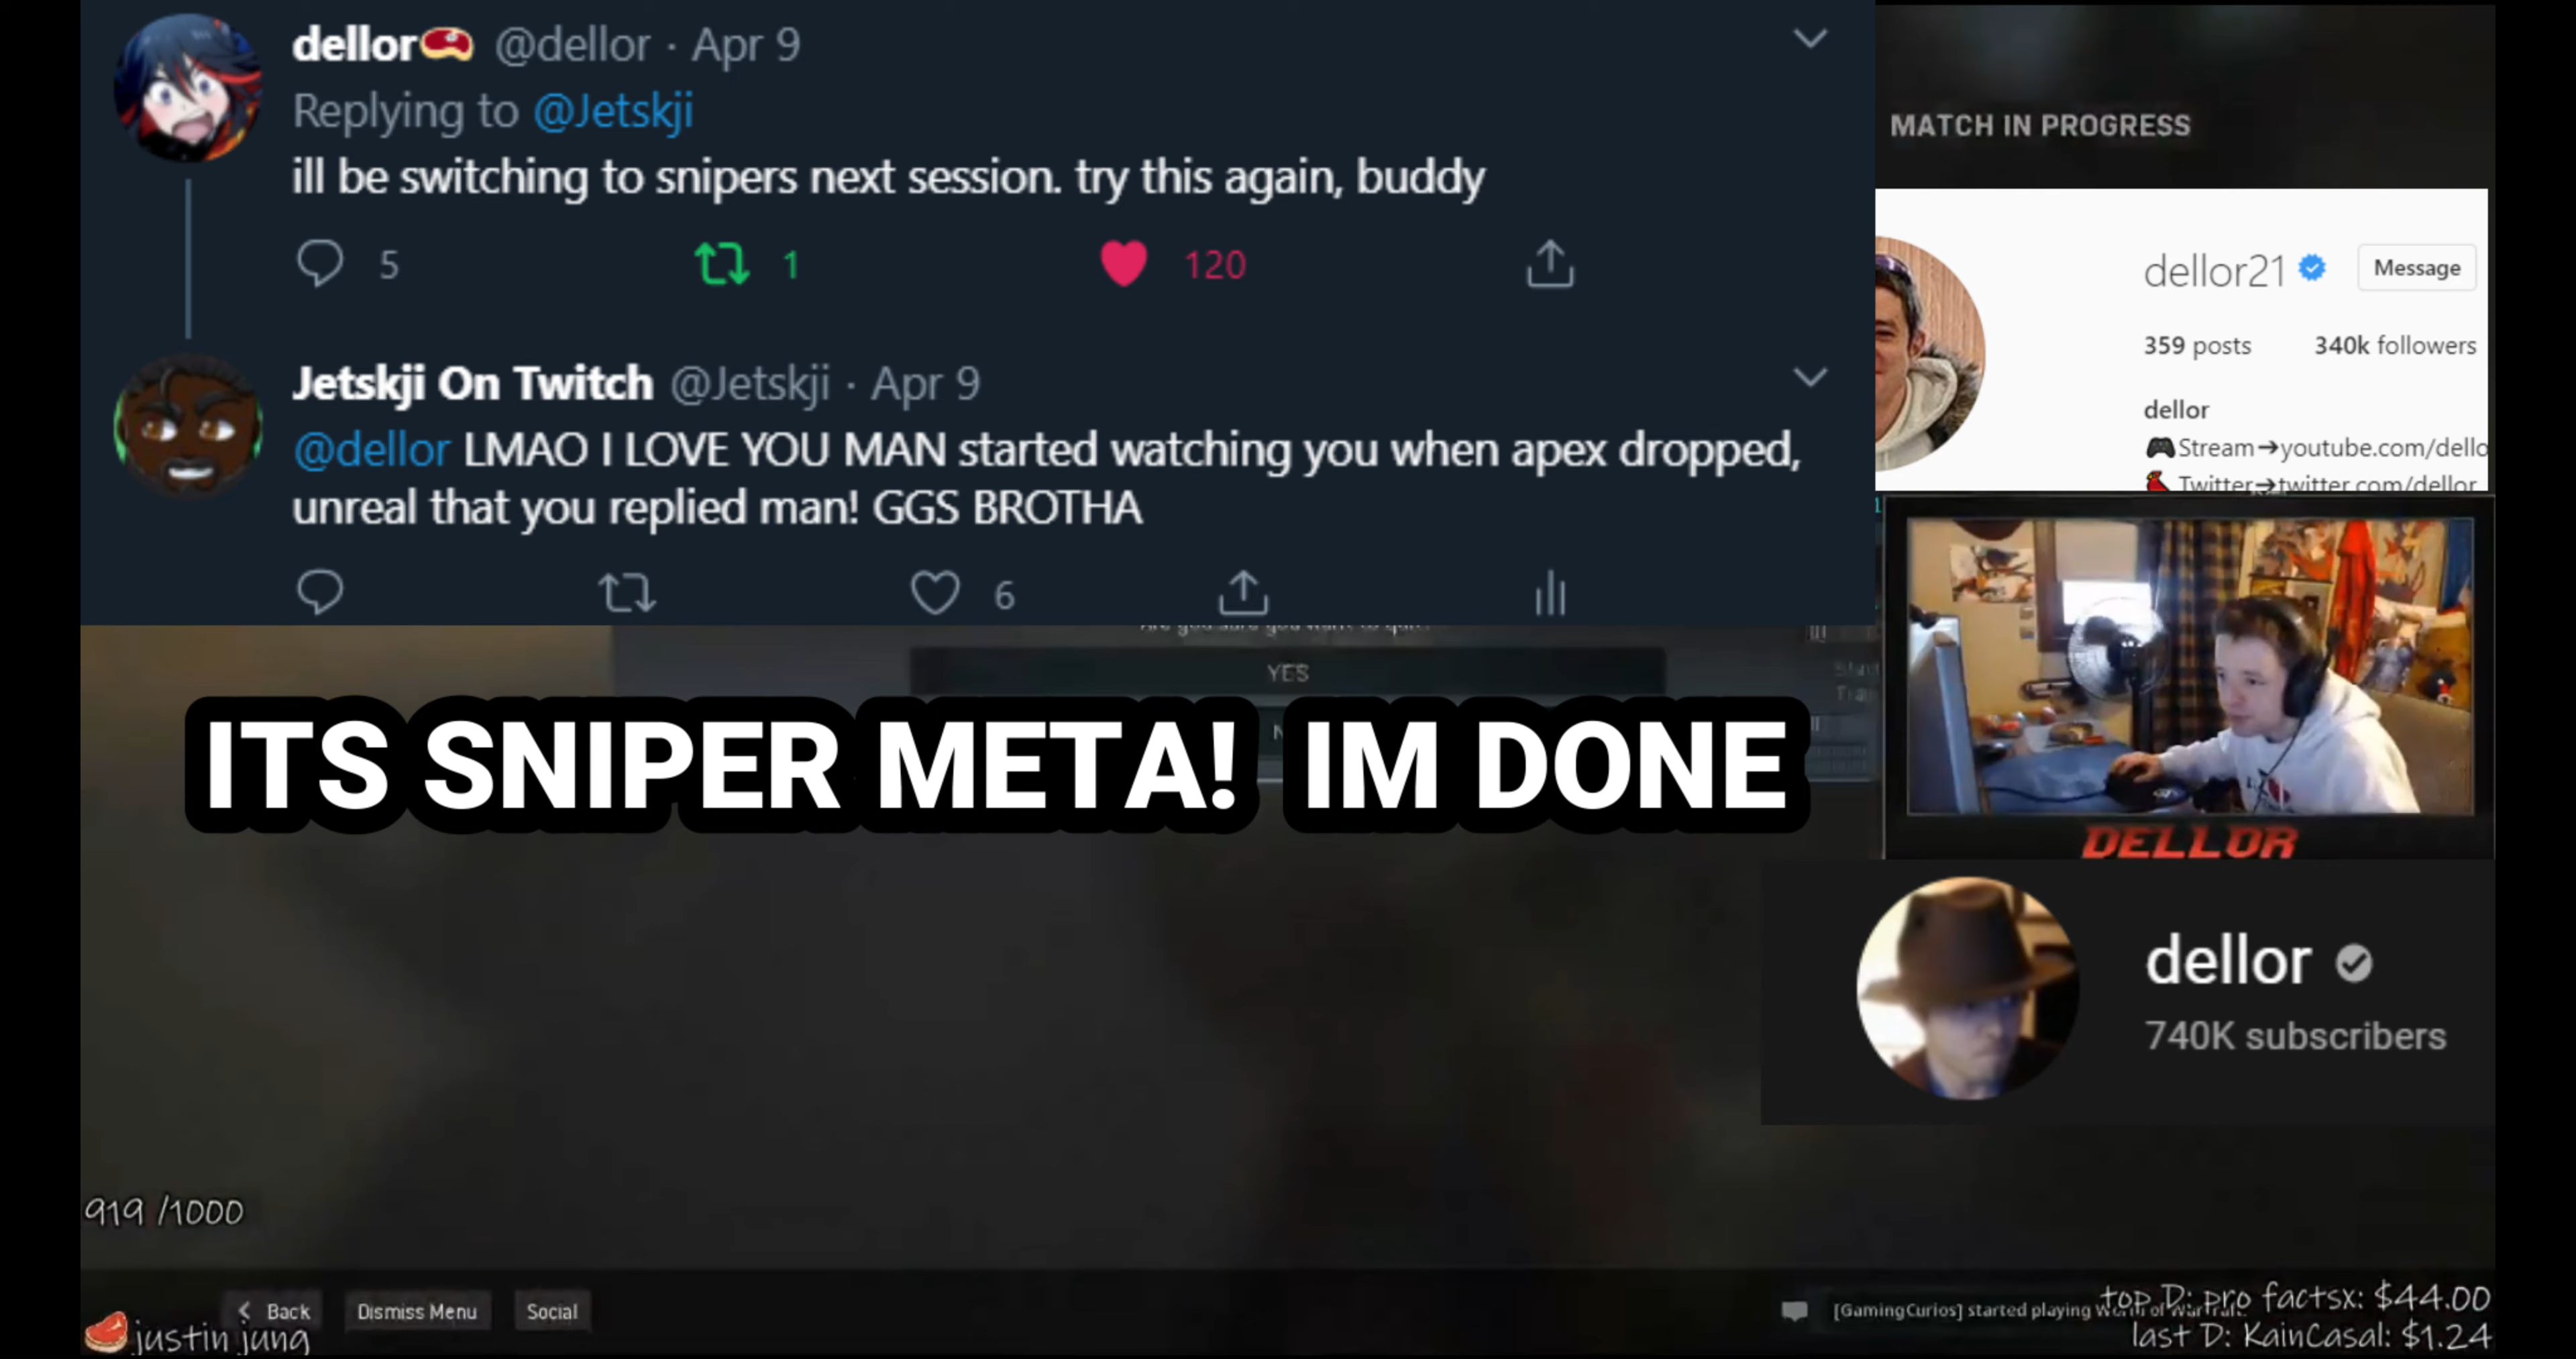 dellor @dellor · Apr 9
Replying to @Jetskji
ill be switching to snipers next session. try this again, buddy
5 1 120
Jetskji On Twitch @Jetskji · Apr 9
@dellor LMAO I LOVE YOU MAN started watching you when apex dropped,
unreal that you replied man! GGS BROTHA
6
MATCH IN PROGRESS
dellor21 Message
359 posts 340k followers
dellor
Stream→youtube.com/dello
Twitter→twitter.com/dellor
YES
ITS SNIPER META! IM DONE
DELLOR
dellor
740K subscribers
919 /1000
Back Dismiss Menu Social
justin jung
[GamingCurios] started playing
top D: pro factsx: $44.00
last D: KainCasal: $1.24